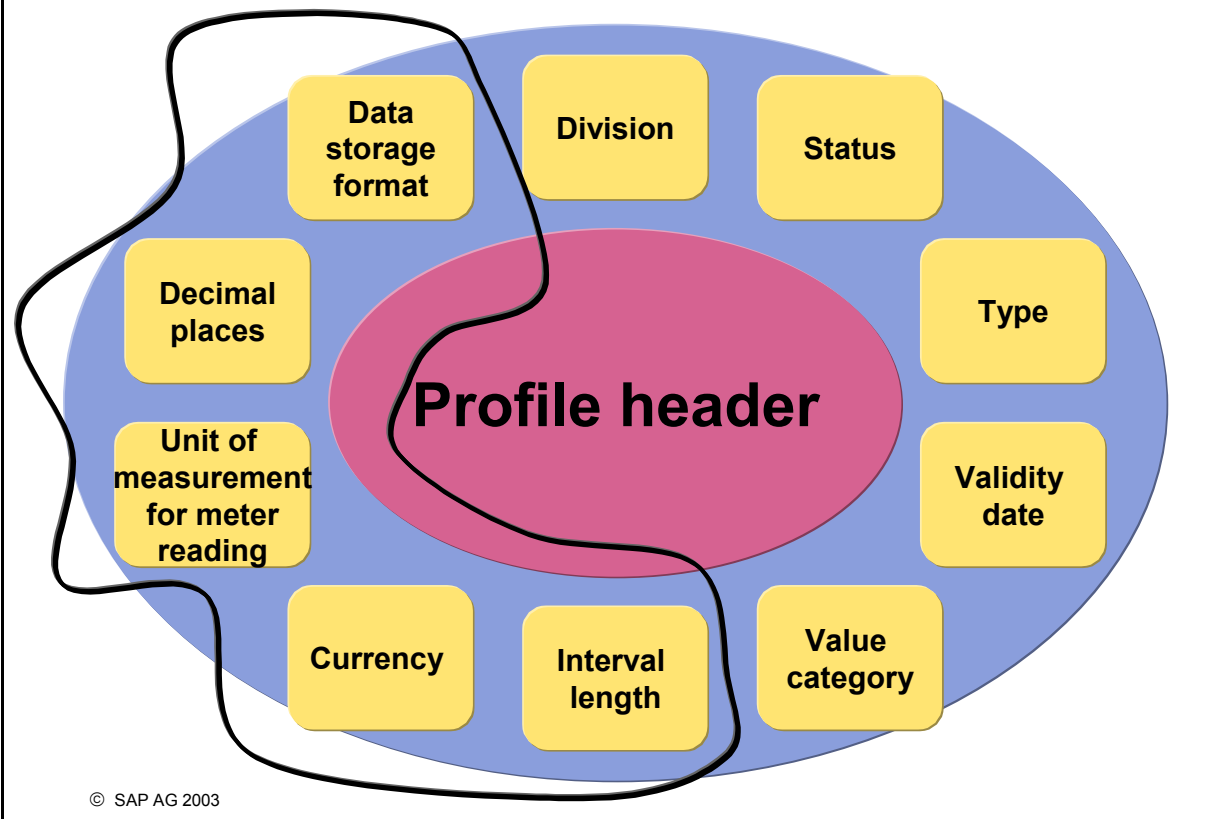 Data
storage
format
Division
Status
Decimal
places
Type
Profile header
Unit of
measurement
for meter
reading
Validity
date
Currency
Interval
length
Value
category
© SAP AG 2003